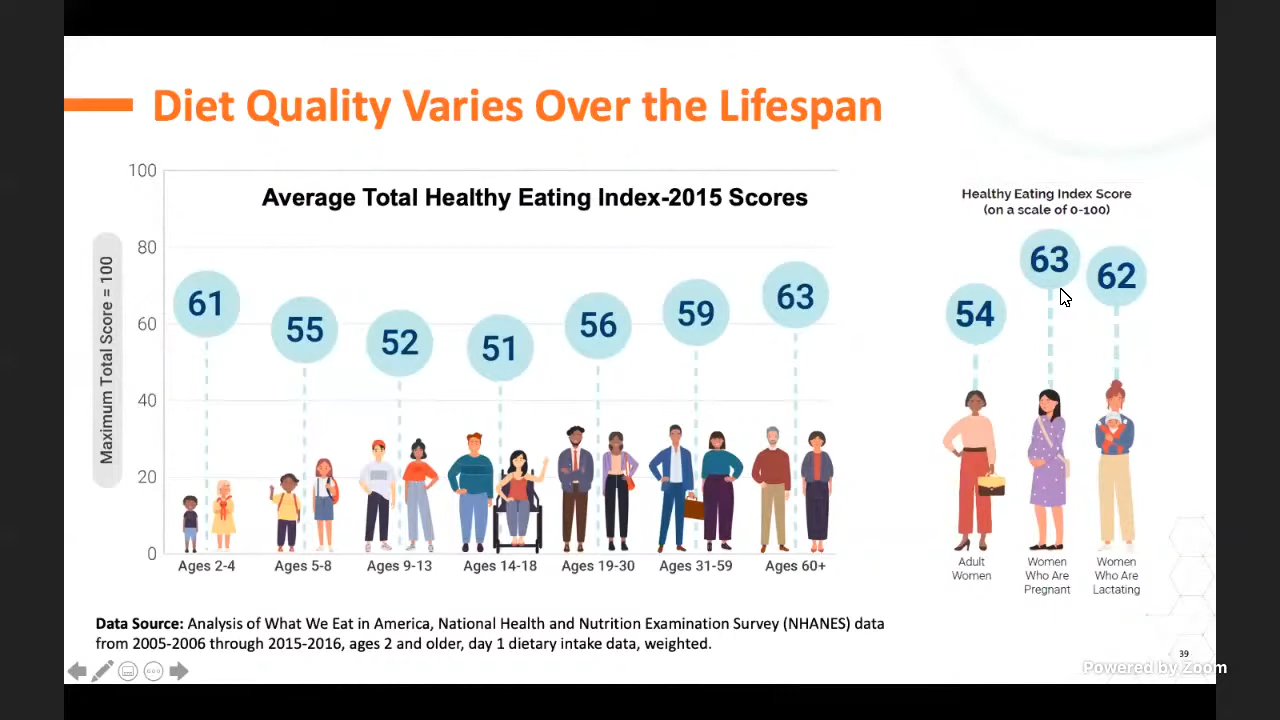 Diet Quality Varies Over the Lifespan
Average Total Healthy Eating Index-2015 Scores
Maximum Total Score = 100
100
80
60
40
20
0
61
55
52
51
56
59
63
Ages 2-4
Ages 5-8
Ages 9-13
Ages 14-18
Ages 19-30
Ages 31-59
Ages 60+
Healthy Eating Index Score
(on a scale of 0-100)
54
63
62
Adult
Women
Women
Who Are
Pregnant
Women
Who Are
Lactating
Data Source: Analysis of What We Eat in America, National Health and Nutrition Examination Survey (NHANES) data
from 2005-2006 through 2015-2016, ages 2 and older, day 1 dietary intake data, weighted.
39
Powered by Zoom